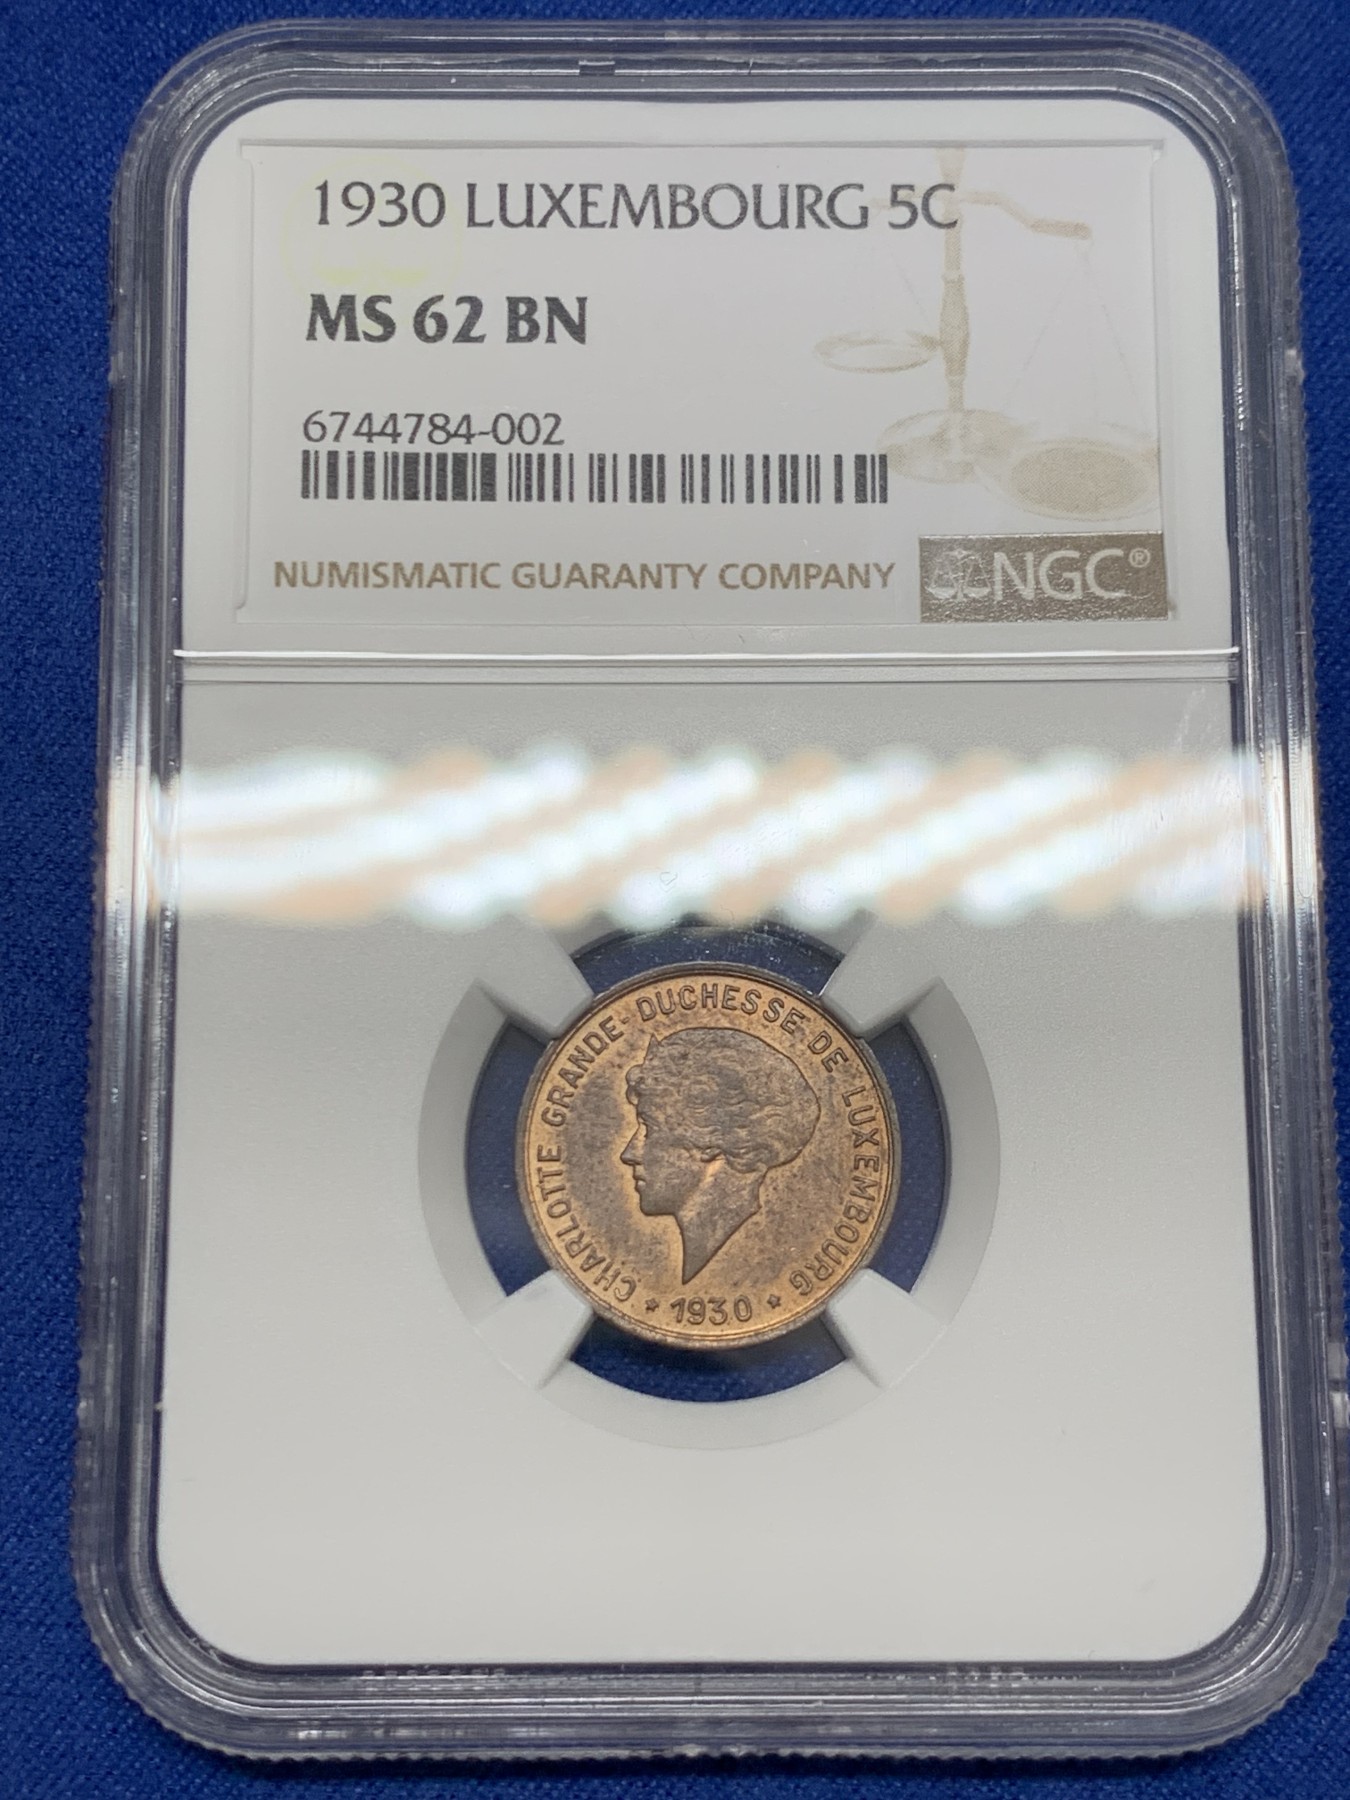 1930 LUXEMBOURG 5C
MS 62 BN
6744784-002
NUMISMATIC GUARANTY COMPANY
NGC®
CHARLOTTE GRANDE-DUCHESSE DE LUXEMBOURG
* 1930 *